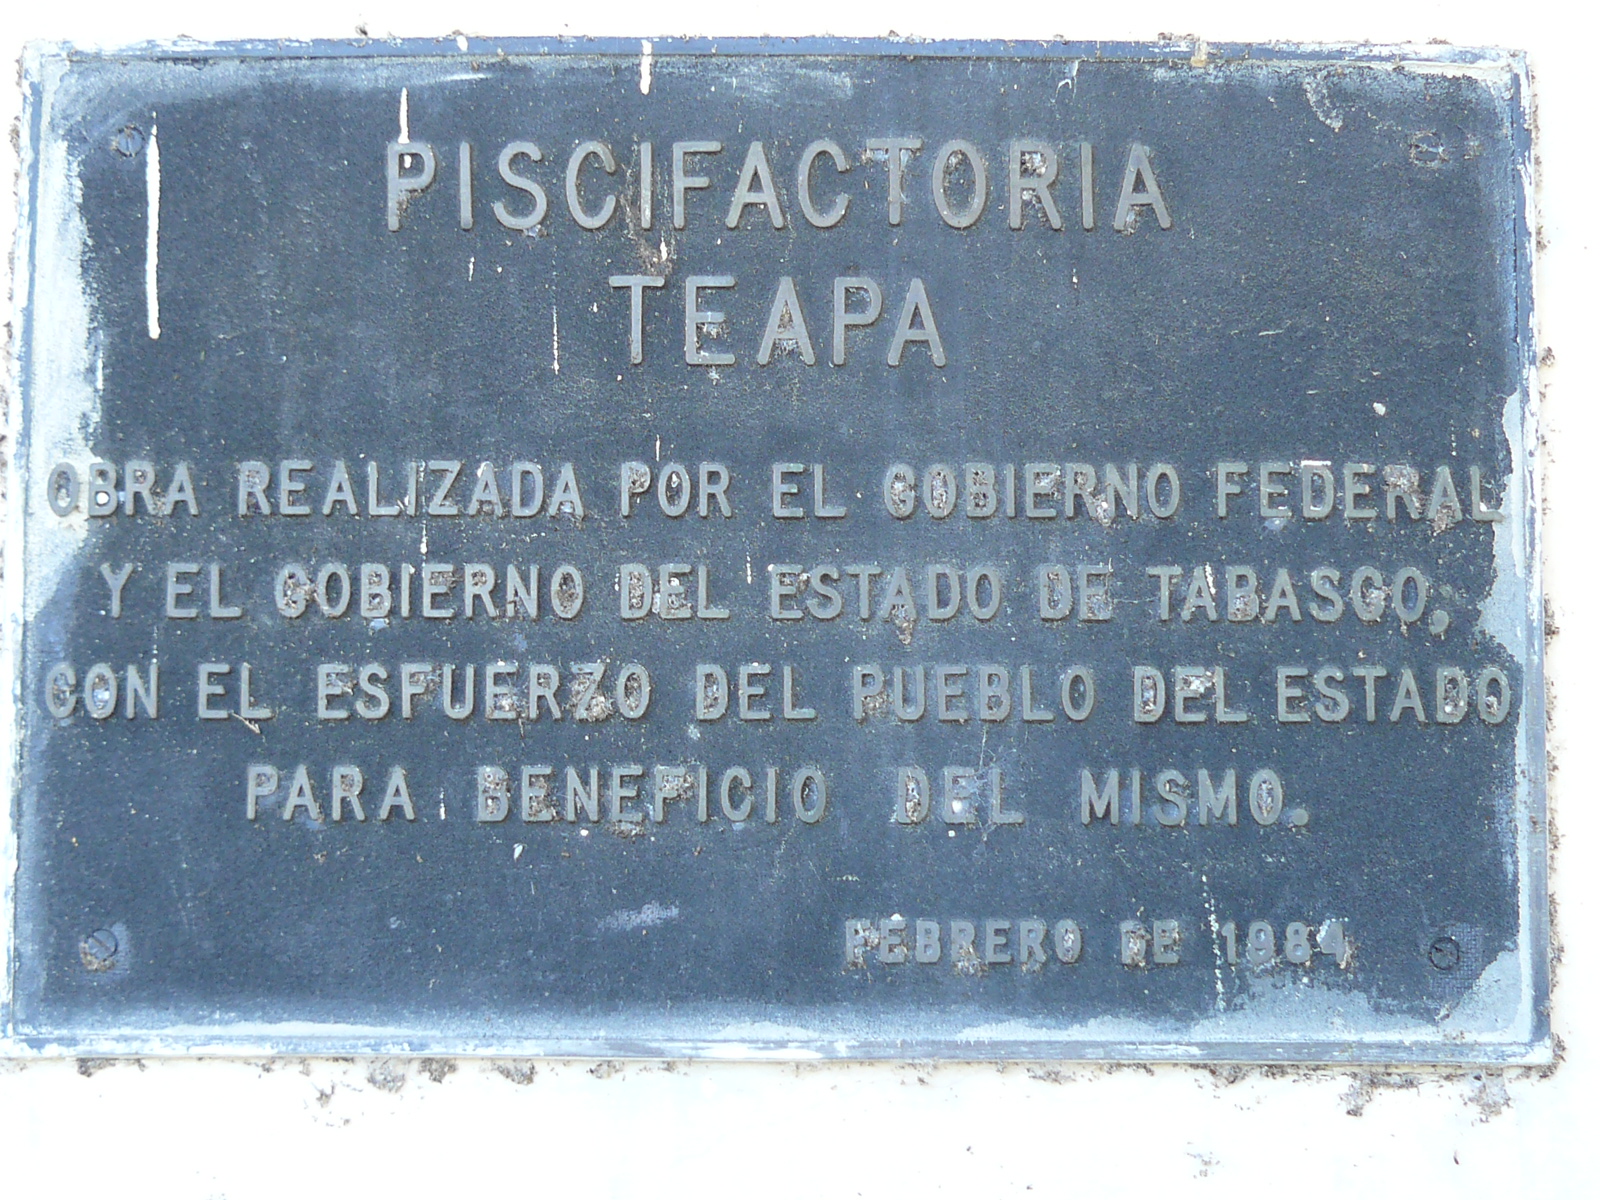 PISCIFACTORIA
TEAPA
OBRA REALIZADA POR EL GOBIERNO FEDERAL
Y EL GOBIERNO DEL ESTADO DE TABASCO,
CON EL ESFUERZO DEL PUEBLO DEL ESTADO
PARA BENEFICIO DEL MISMO.
FEBRERO DE 1984